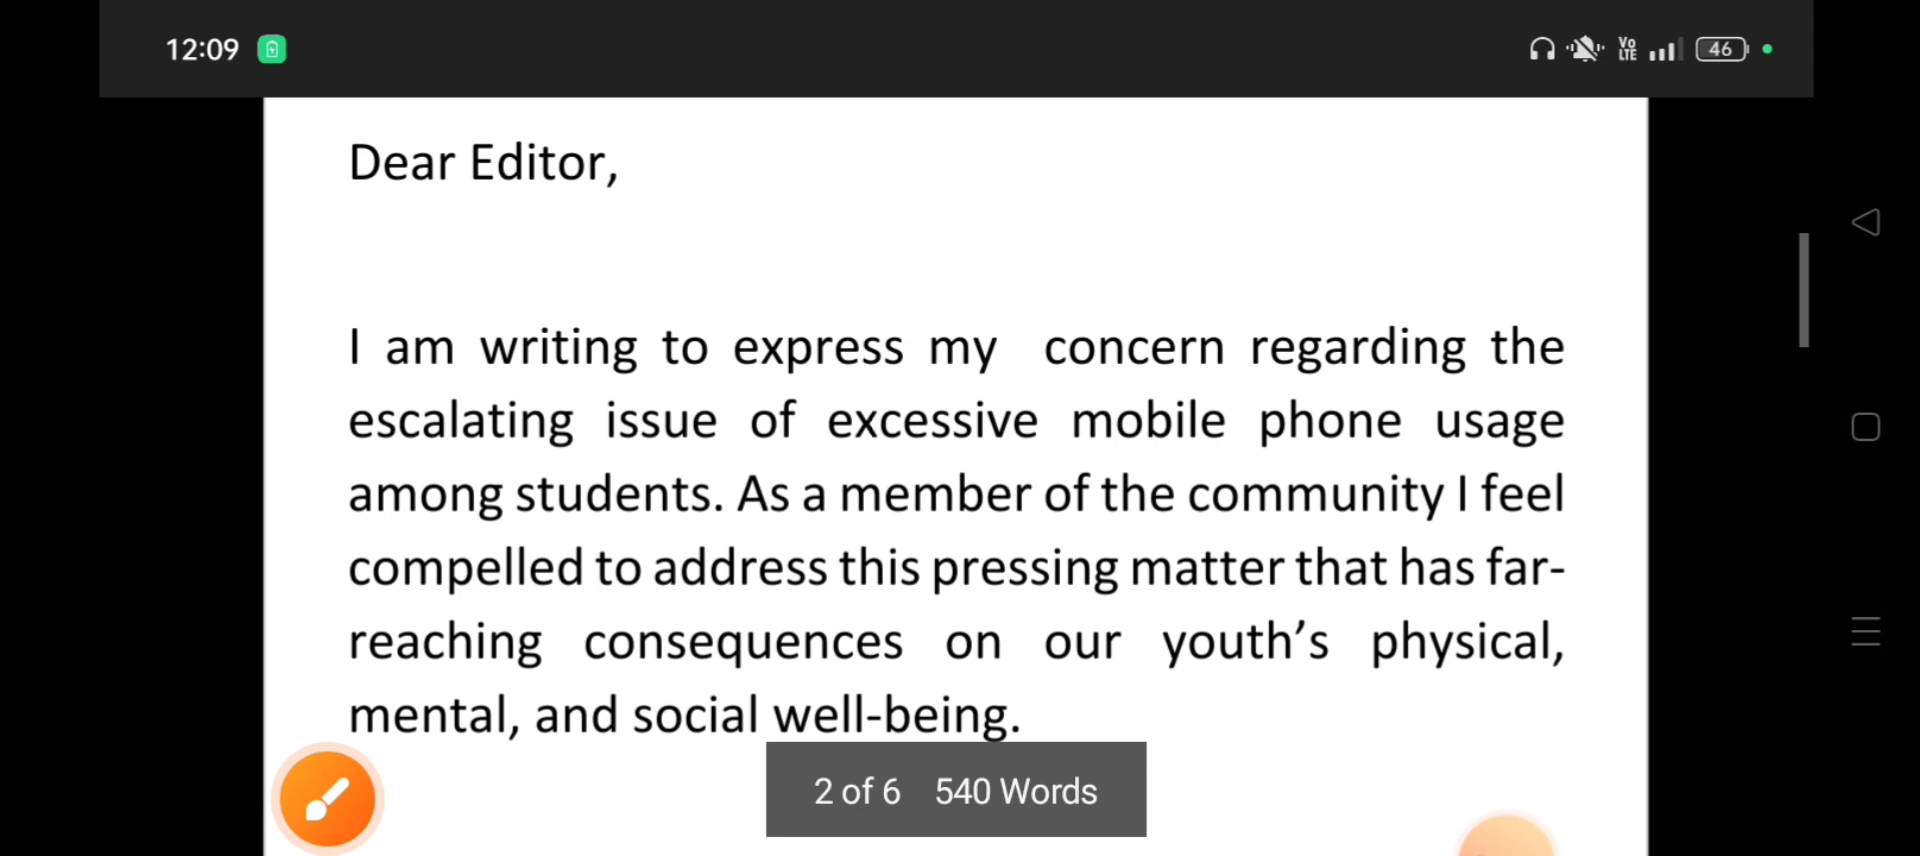 12:09
Vo
LTE
46
Dear Editor,
I am writing to express my concern regarding the
escalating issue of excessive mobile phone usage
among students. As a member of the community I feel
compelled to address this pressing matter that has far-
reaching consequences on our youth’s physical,
mental, and social well-being.
2 of 6 540 Words